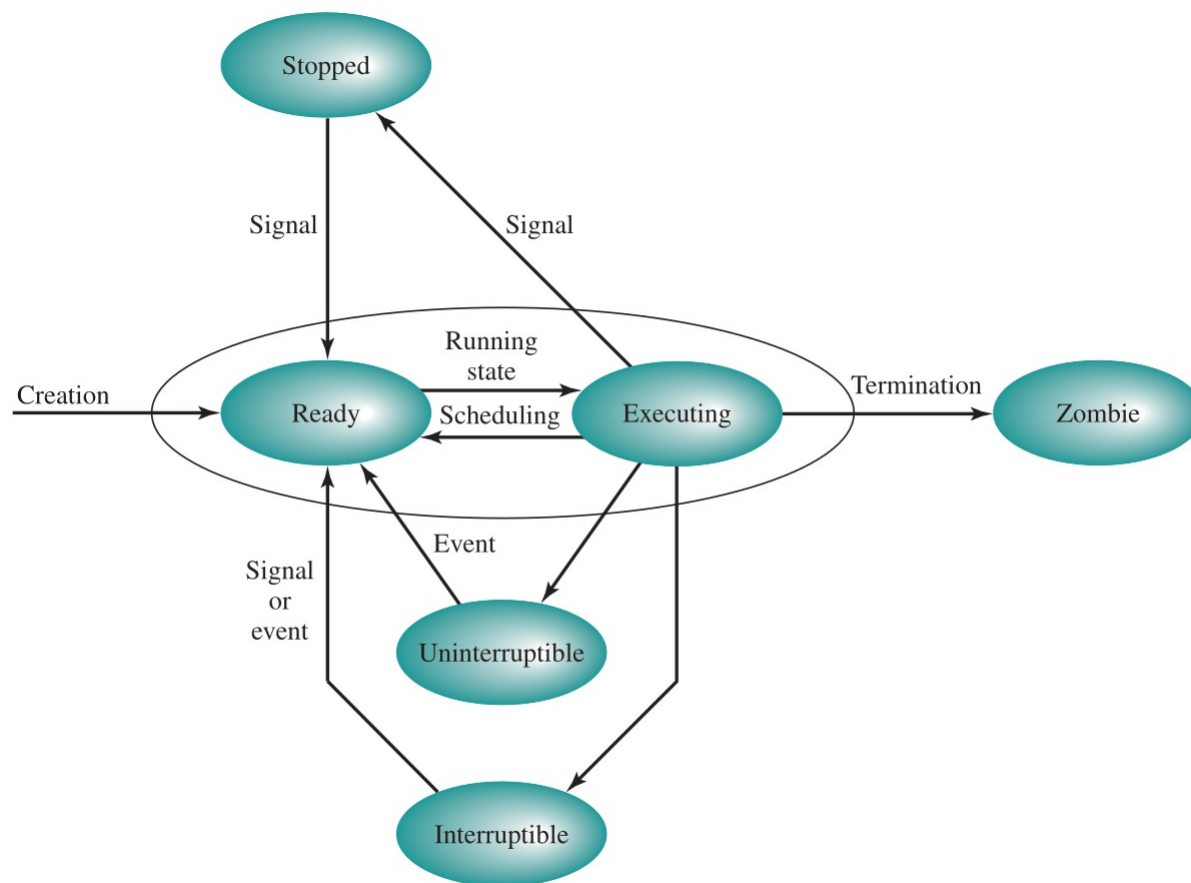 Stopped
Signal
Signal
Running
state
Creation
Termination
Ready
Scheduling
Executing
Zombie
Event
Signal
or
event
Uninterruptible
Interruptible